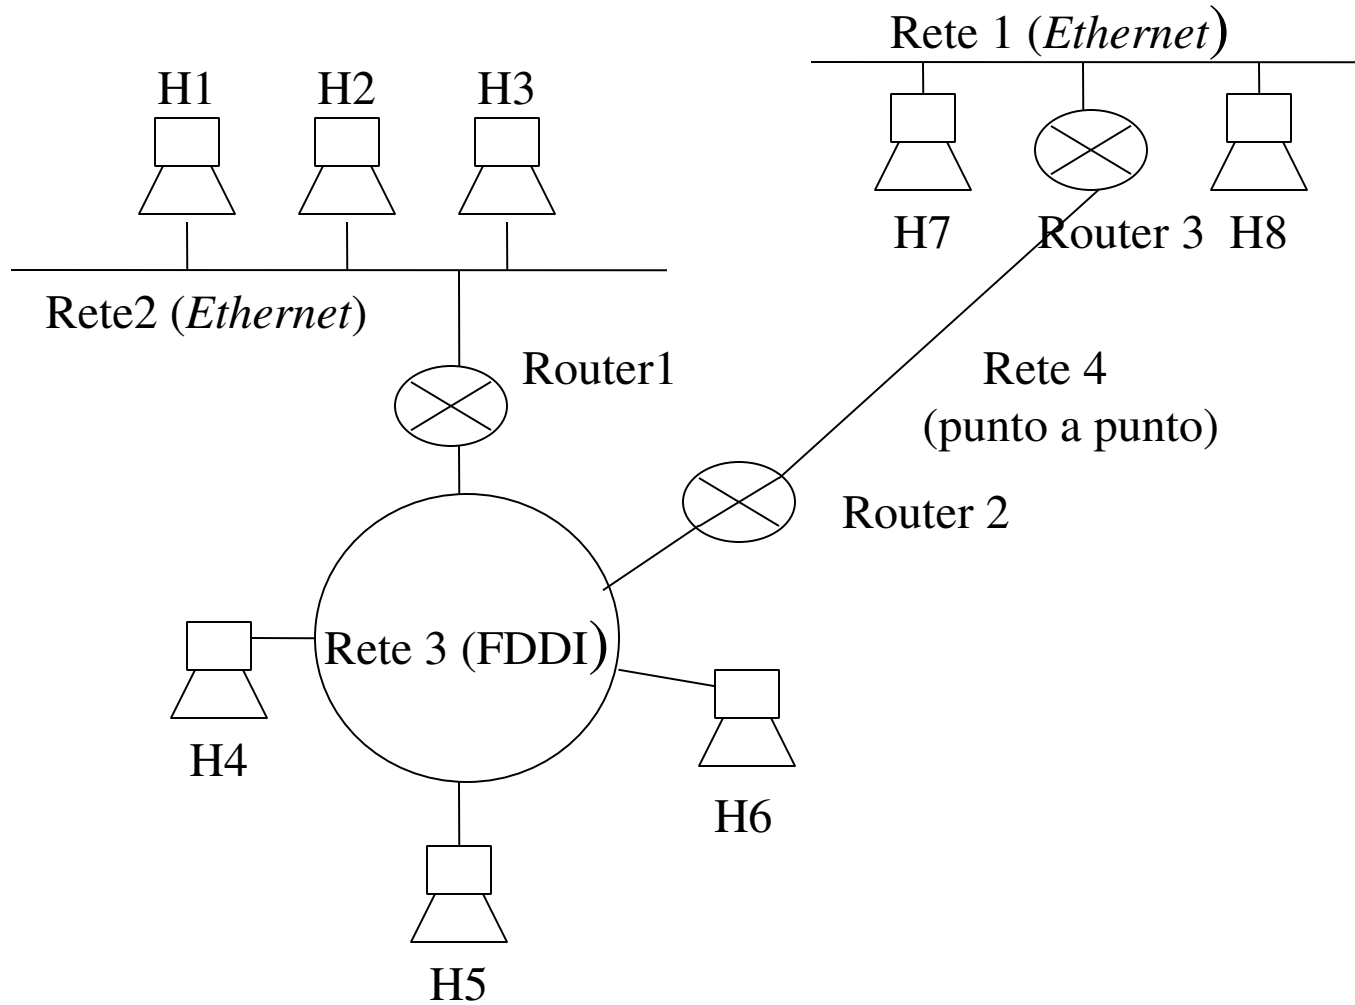 Rete 1 (Ethernet)
H1 H2 H3
H7 Router 3 H8
Rete2 (Ethernet)
Router1
Rete 4
(punto a punto)
Router 2
Rete 3 (FDDI)
H4
H6
H5